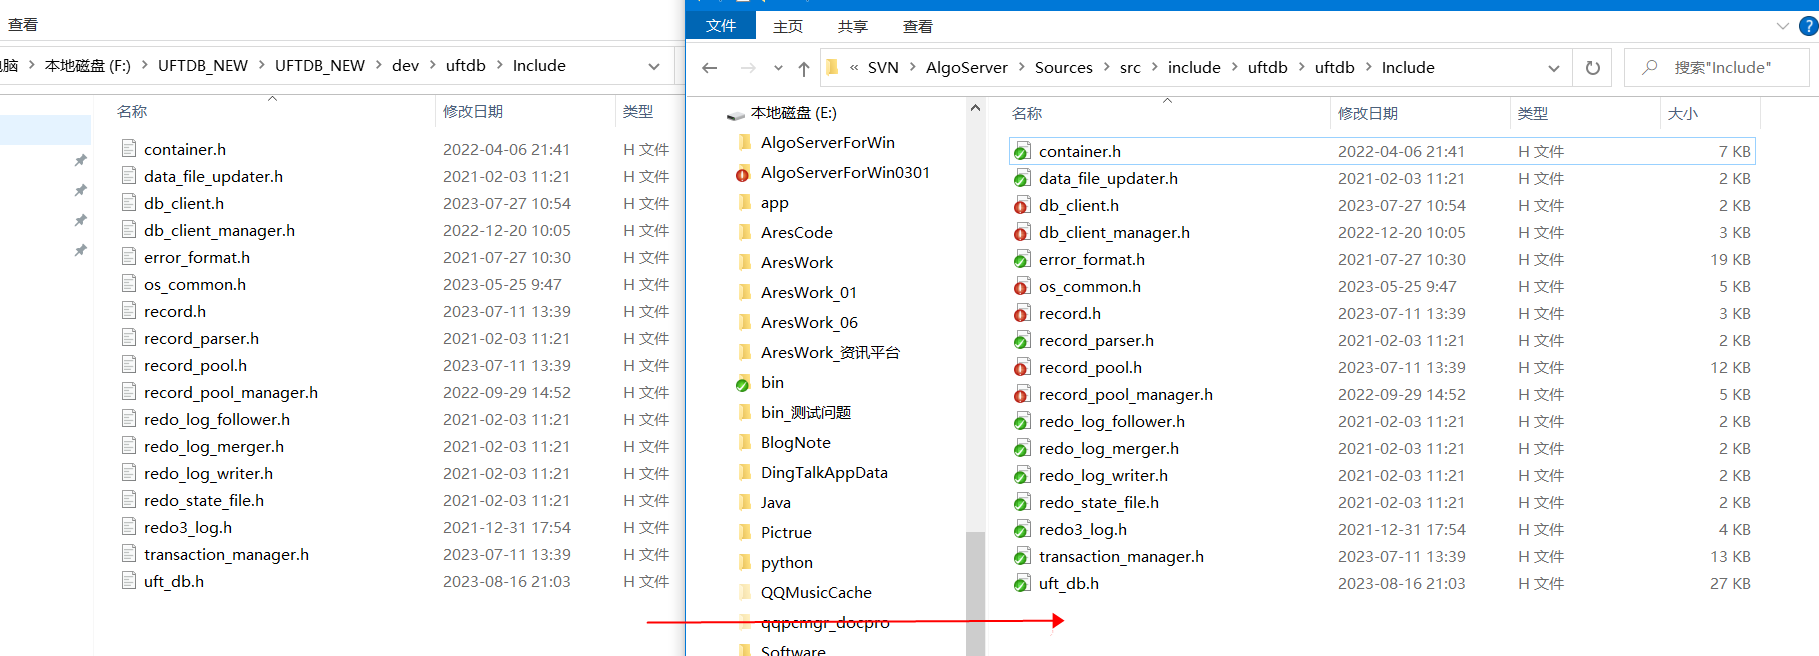 查看
文件 主页 共享 查看
本地磁盘 (F:) UFTDB_NEW UFTDB_NEW dev uftdb Include
« SVN AlgoServer Sources src include uftdb uftdb Include
搜索"Include"
名称 修改日期 类型
container.h 2022-04-06 21:41 H 文件
data_file_updater.h 2021-02-03 11:21 H 文件
db_client.h 2023-07-27 10:54 H 文件
db_client_manager.h 2022-12-20 10:05 H 文件
error_format.h 2021-07-27 10:30 H 文件
os_common.h 2023-05-25 9:47 H 文件
record.h 2023-07-11 13:39 H 文件
record_parser.h 2021-02-03 11:21 H 文件
record_pool.h 2023-07-11 13:39 H 文件
record_pool_manager.h 2022-09-29 14:52 H 文件
redo_log_follower.h 2021-02-03 11:21 H 文件
redo_log_merger.h 2021-02-03 11:21 H 文件
redo_log_writer.h 2021-02-03 11:21 H 文件
redo_state_file.h 2021-02-03 11:21 H 文件
redo3_log.h 2021-12-31 17:54 H 文件
transaction_manager.h 2023-07-11 13:39 H 文件
uft_db.h 2023-08-16 21:03 H 文件
本地磁盘 (E:)
AlgoServerForWin
AlgoServerForWin0301
app
AresCode
AresWork
AresWork_01
AresWork_06
AresWork_资讯平台
bin
bin_测试问题
BlogNote
DingTalkAppData
Java
Pictrue
python
QQMusicCache
qqpcmgr_docpro
Software
名称 修改日期 类型 大小
container.h 2022-04-06 21:41 H 文件 7 KB
data_file_updater.h 2021-02-03 11:21 H 文件 2 KB
db_client.h 2023-07-27 10:54 H 文件 2 KB
db_client_manager.h 2022-12-20 10:05 H 文件 3 KB
error_format.h 2021-07-27 10:30 H 文件 19 KB
os_common.h 2023-05-25 9:47 H 文件 5 KB
record.h 2023-07-11 13:39 H 文件 3 KB
record_parser.h 2021-02-03 11:21 H 文件 2 KB
record_pool.h 2023-07-11 13:39 H 文件 12 KB
record_pool_manager.h 2022-09-29 14:52 H 文件 5 KB
redo_log_follower.h 2021-02-03 11:21 H 文件 2 KB
redo_log_merger.h 2021-02-03 11:21 H 文件 2 KB
redo_log_writer.h 2021-02-03 11:21 H 文件 2 KB
redo_state_file.h 2021-02-03 11:21 H 文件 2 KB
redo3_log.h 2021-12-31 17:54 H 文件 4 KB
transaction_manager.h 2023-07-11 13:39 H 文件 13 KB
uft_db.h 2023-08-16 21:03 H 文件 27 KB